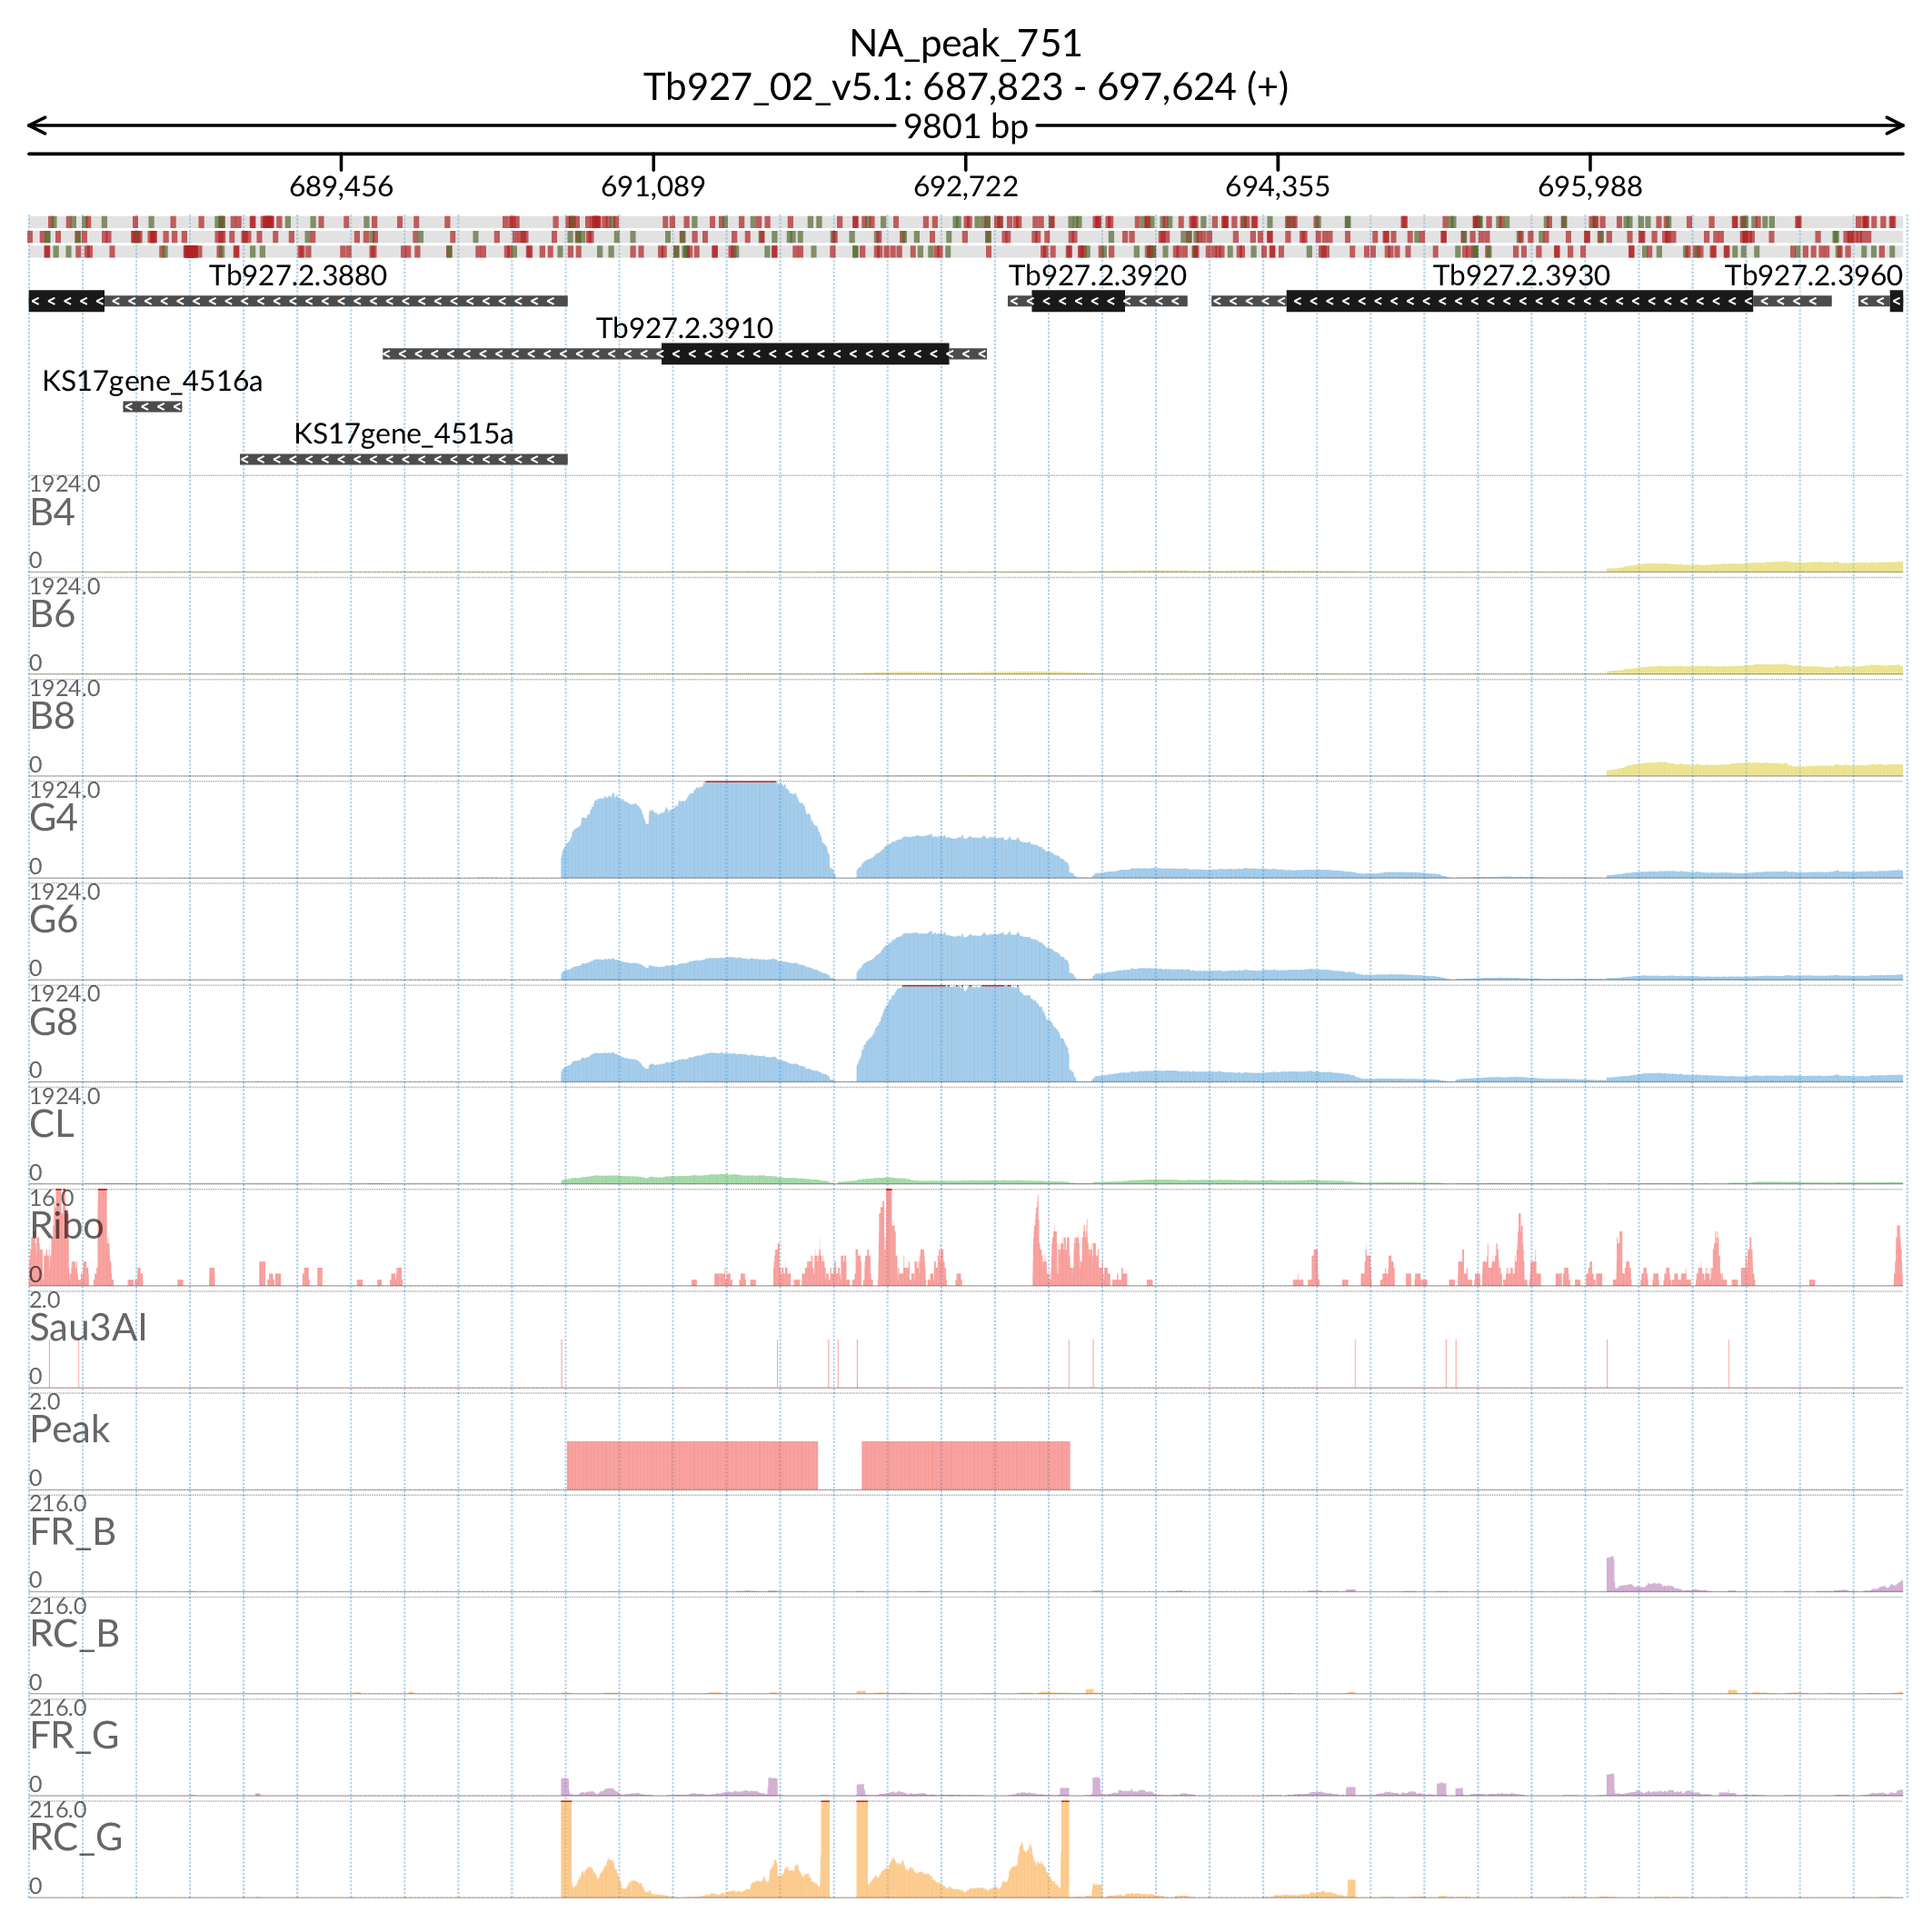 NA_peak_751
Tb927_02_v5.1: 687,823 - 697,624 (+)
9801 bp
689,456 691,089 692,722 694,355 695,988
Tb927.2.3880 Tb927.2.3920 Tb927.2.3930 Tb927.2.3960
Tb927.2.3910
KS17gene_4516a
KS17gene_4515a
1924.0
B4
0
1924.0
B6
0
1924.0
B8
0
1924.0
G4
0
1924.0
G6
0
1924.0
G8
0
1924.0
CL
0
16.0
Ribo
0
2.0
Sau3AI
0
2.0
Peak
0
216.0
FR_B
0
216.0
RC_B
0
216.0
FR_G
0
216.0
RC_G
0